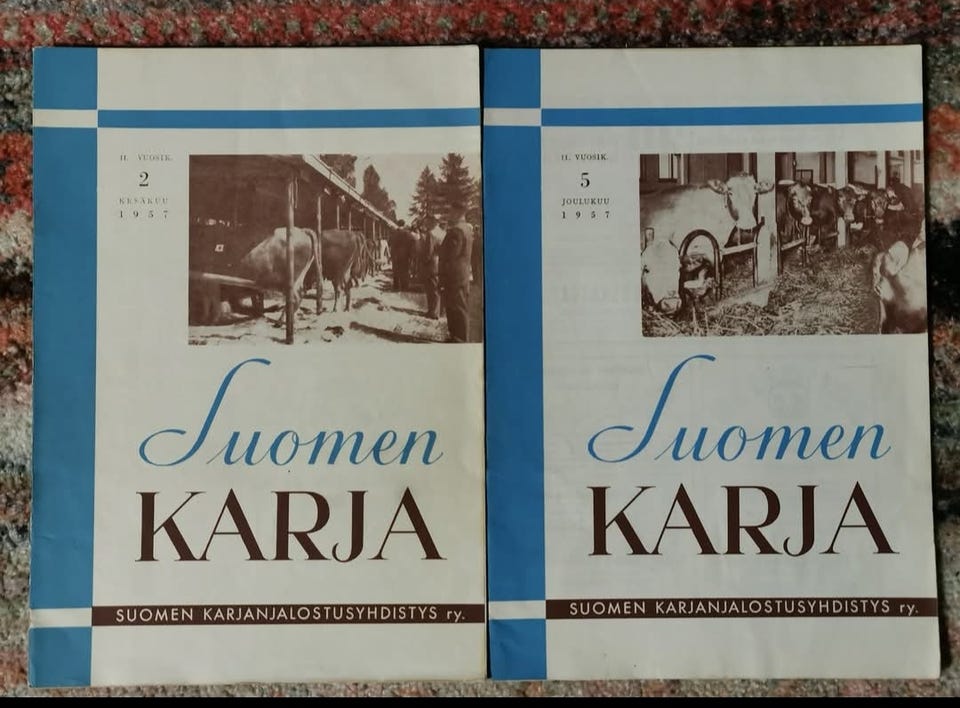 II. VUOSIK.
2
KESÄKUU
1957
Suomen
KARJA
SUOMEN KARJANJALOSTUSYHDISTYS ry.
II. VUOSIK.
5
JOULUKUU
1957
Suomen
KARJA
SUOMEN KARJANJALOSTUSYHDISTYS ry.